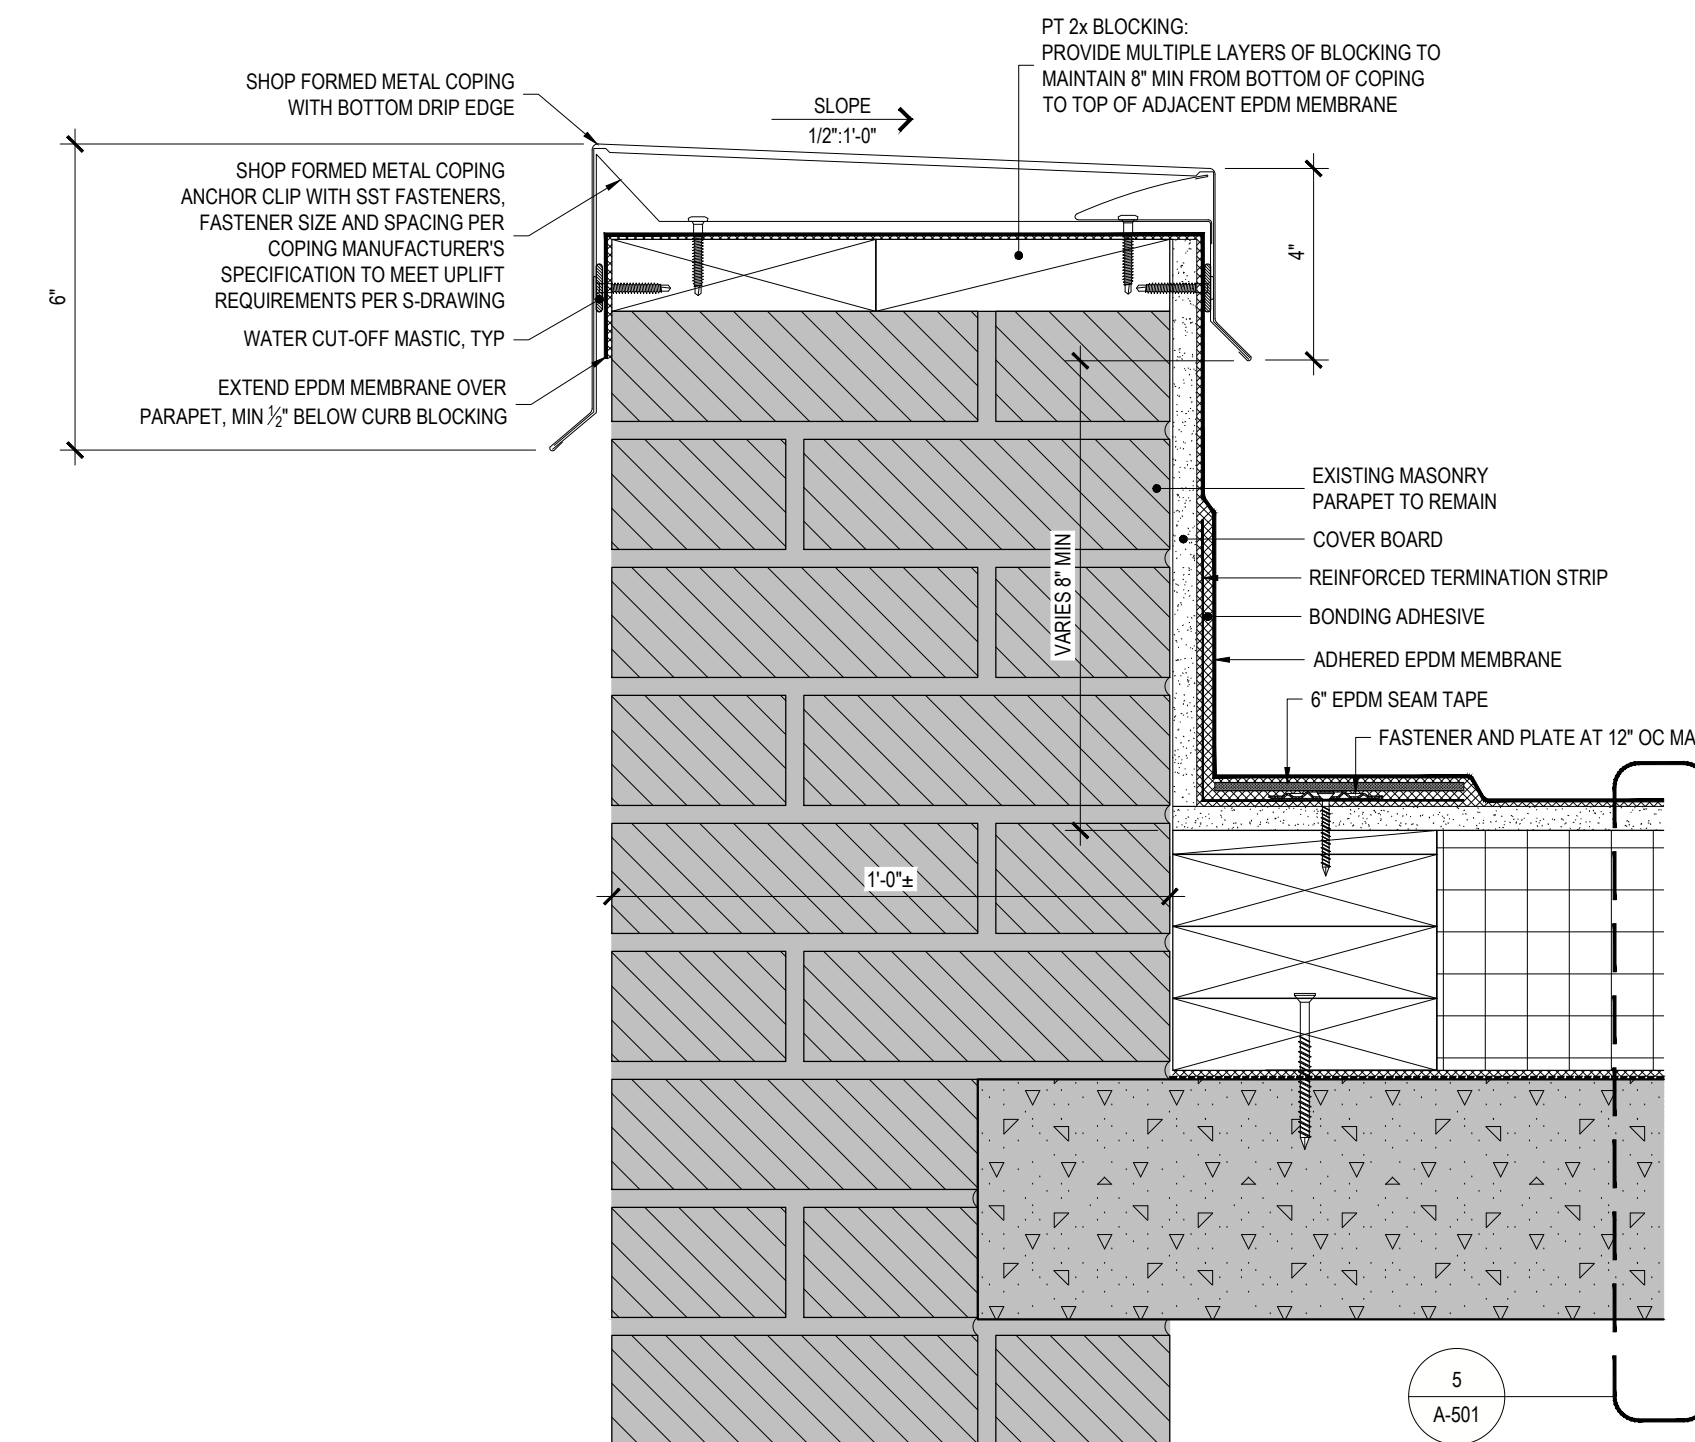 PT 2x BLOCKING:
PROVIDE MULTIPLE LAYERS OF BLOCKING TO
MAINTAIN 8" MIN FROM BOTTOM OF COPING
TO TOP OF ADJACENT EPDM MEMBRANE
SHOP FORMED METAL COPING
WITH BOTTOM DRIP EDGE
SLOPE
1/2":1'-0"
SHOP FORMED METAL COPING
ANCHOR CLIP WITH SST FASTENERS,
FASTENER SIZE AND SPACING PER
COPING MANUFACTURER'S
SPECIFICATION TO MEET UPLIFT
REQUIREMENTS PER S-DRAWING
6"
4"
WATER CUT-OFF MASTIC, TYP
EXTEND EPDM MEMBRANE OVER
PARAPET, MIN ½" BELOW CURB BLOCKING
VARIES 8" MIN
EXISTING MASONRY
PARAPET TO REMAIN
COVER BOARD
REINFORCED TERMINATION STRIP
BONDING ADHESIVE
ADHERED EPDM MEMBRANE
6" EPDM SEAM TAPE
FASTENER AND PLATE AT 12" OC MA
1'-0"±
5
A-501